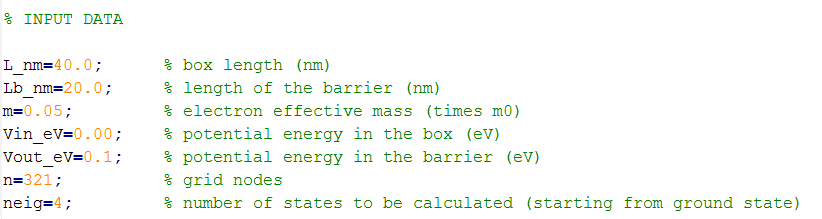 % INPUT DATA
L_nm=40.0; % box length (nm)
Lb_nm=20.0; % length of the barrier (nm)
m=0.05; % electron effective mass (times m0)
Vin_eV=0.00; % potential energy in the box (eV)
Vout_eV=0.1; % potential energy in the barrier (eV)
n=321; % grid nodes
neig=4; % number of states to be calculated (starting from ground state)